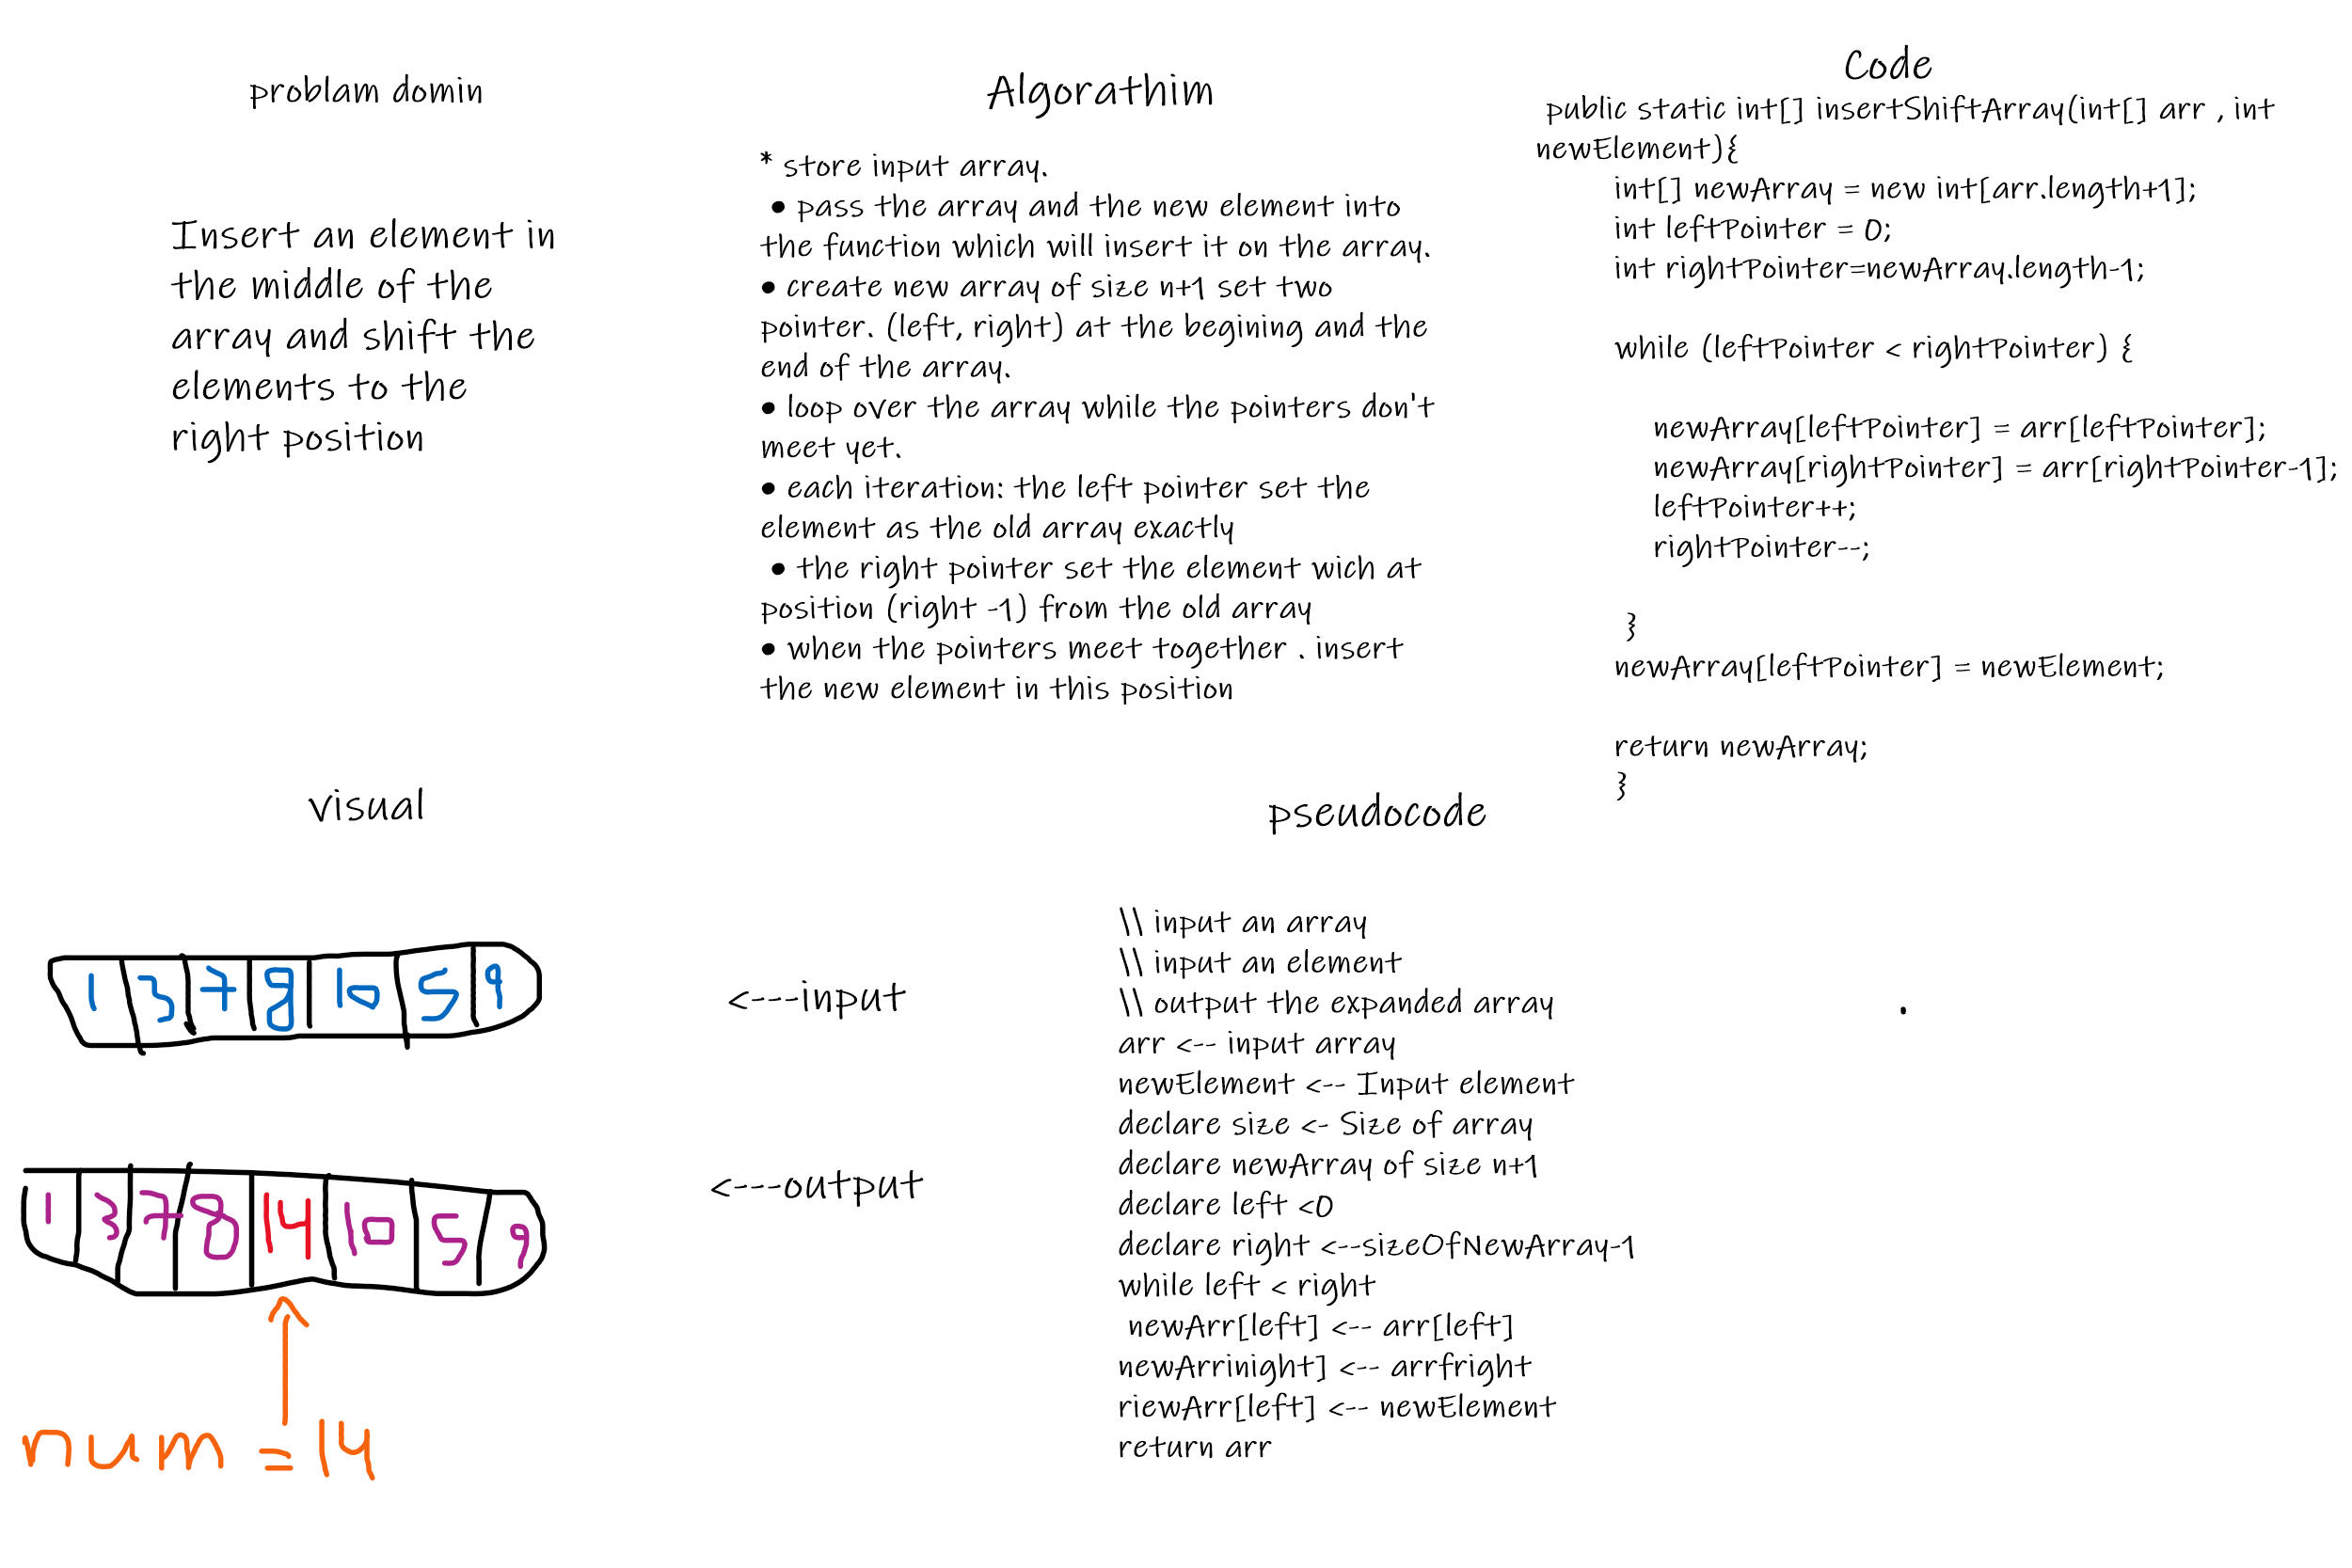 problam domin
Insert an element in
the middle of the
array and shift the
elements to the
right position
Algorathim
* store input array.
• pass the array and the new element into
the function which will insert it on the array.
• create new array of size n+1 set two
pointer. (left, right) at the begining and the
end of the array.
• loop over the array while the pointers don't
meet yet.
• each iteration: the left pointer set the
element as the old array exactly
• the right pointer set the element wich at
position (right -1) from the old array
• when the pointers meet together . insert
the new element in this position
Code
public static int[] insertShiftArray(int[] arr , int
newElement){
int[] newArray = new int[arr.length+1];
int leftPointer = 0;
int rightPointer=newArray.length-1;
while (leftPointer < rightPointer) {
newArray[leftPointer] = arr[leftPointer];
newArray[rightPointer] = arr[rightPointer-1];
leftPointer++;
rightPointer--;
}
newArray[leftPointer] = newElement;
return newArray;
}
visual
1 3 7 8 10 5 9
<---input
1 3 7 8 14 10 5 9
<---output
num = 14
pseudocode
\\ input an array
\\ input an element
\\ output the expanded array
arr <-- input array
newElement <-- Input element
declare size <- Size of array
declare newArray of size n+1
declare left <0
declare right <--sizeOfNewArray-1
while left < right
newArr[left] <-- arr[left]
newArrinight] <-- arrfright
riewArr[left] <-- newElement
return arr